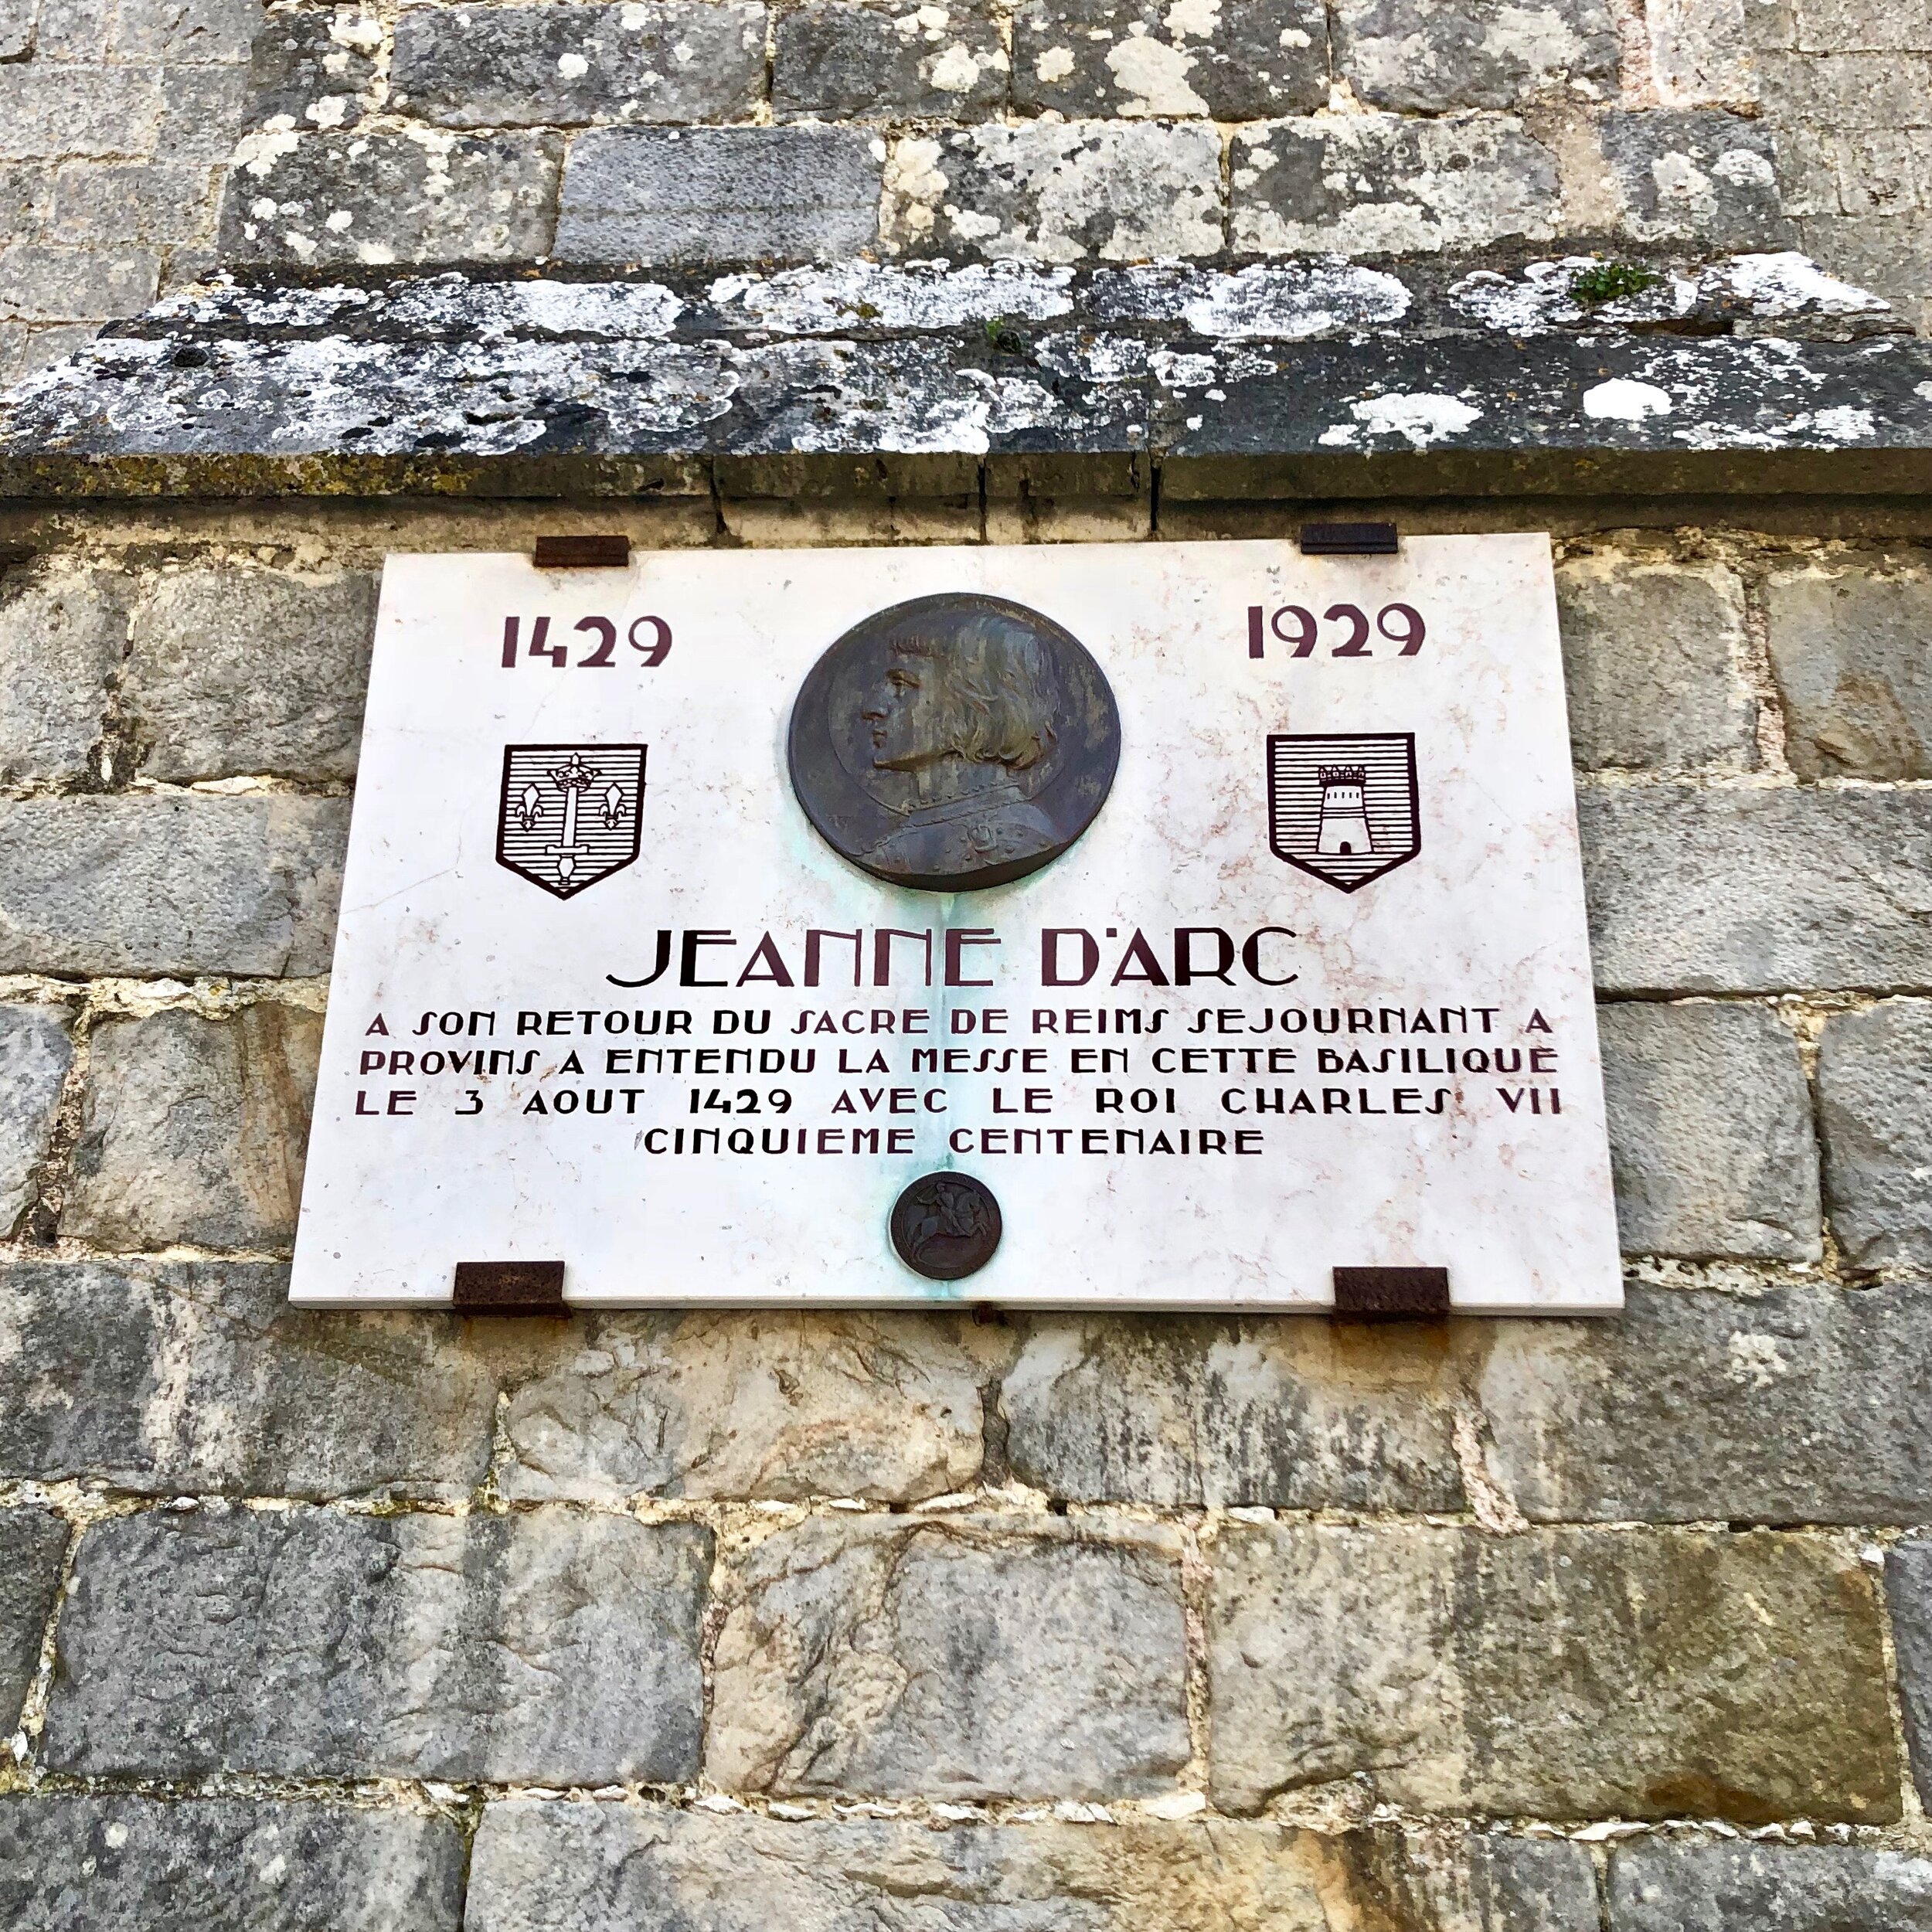 1429 1929
JEANNE D'ARC
A SON RETOUR DU SACRE DE REIMS SEJOURNANT A
PROVINS A ENTENDU LA MESSE EN CETTE BASILIQUE
LE 3 AOUT 1429 AVEC LE ROI CHARLES VII
CINQUIEME CENTENAIRE